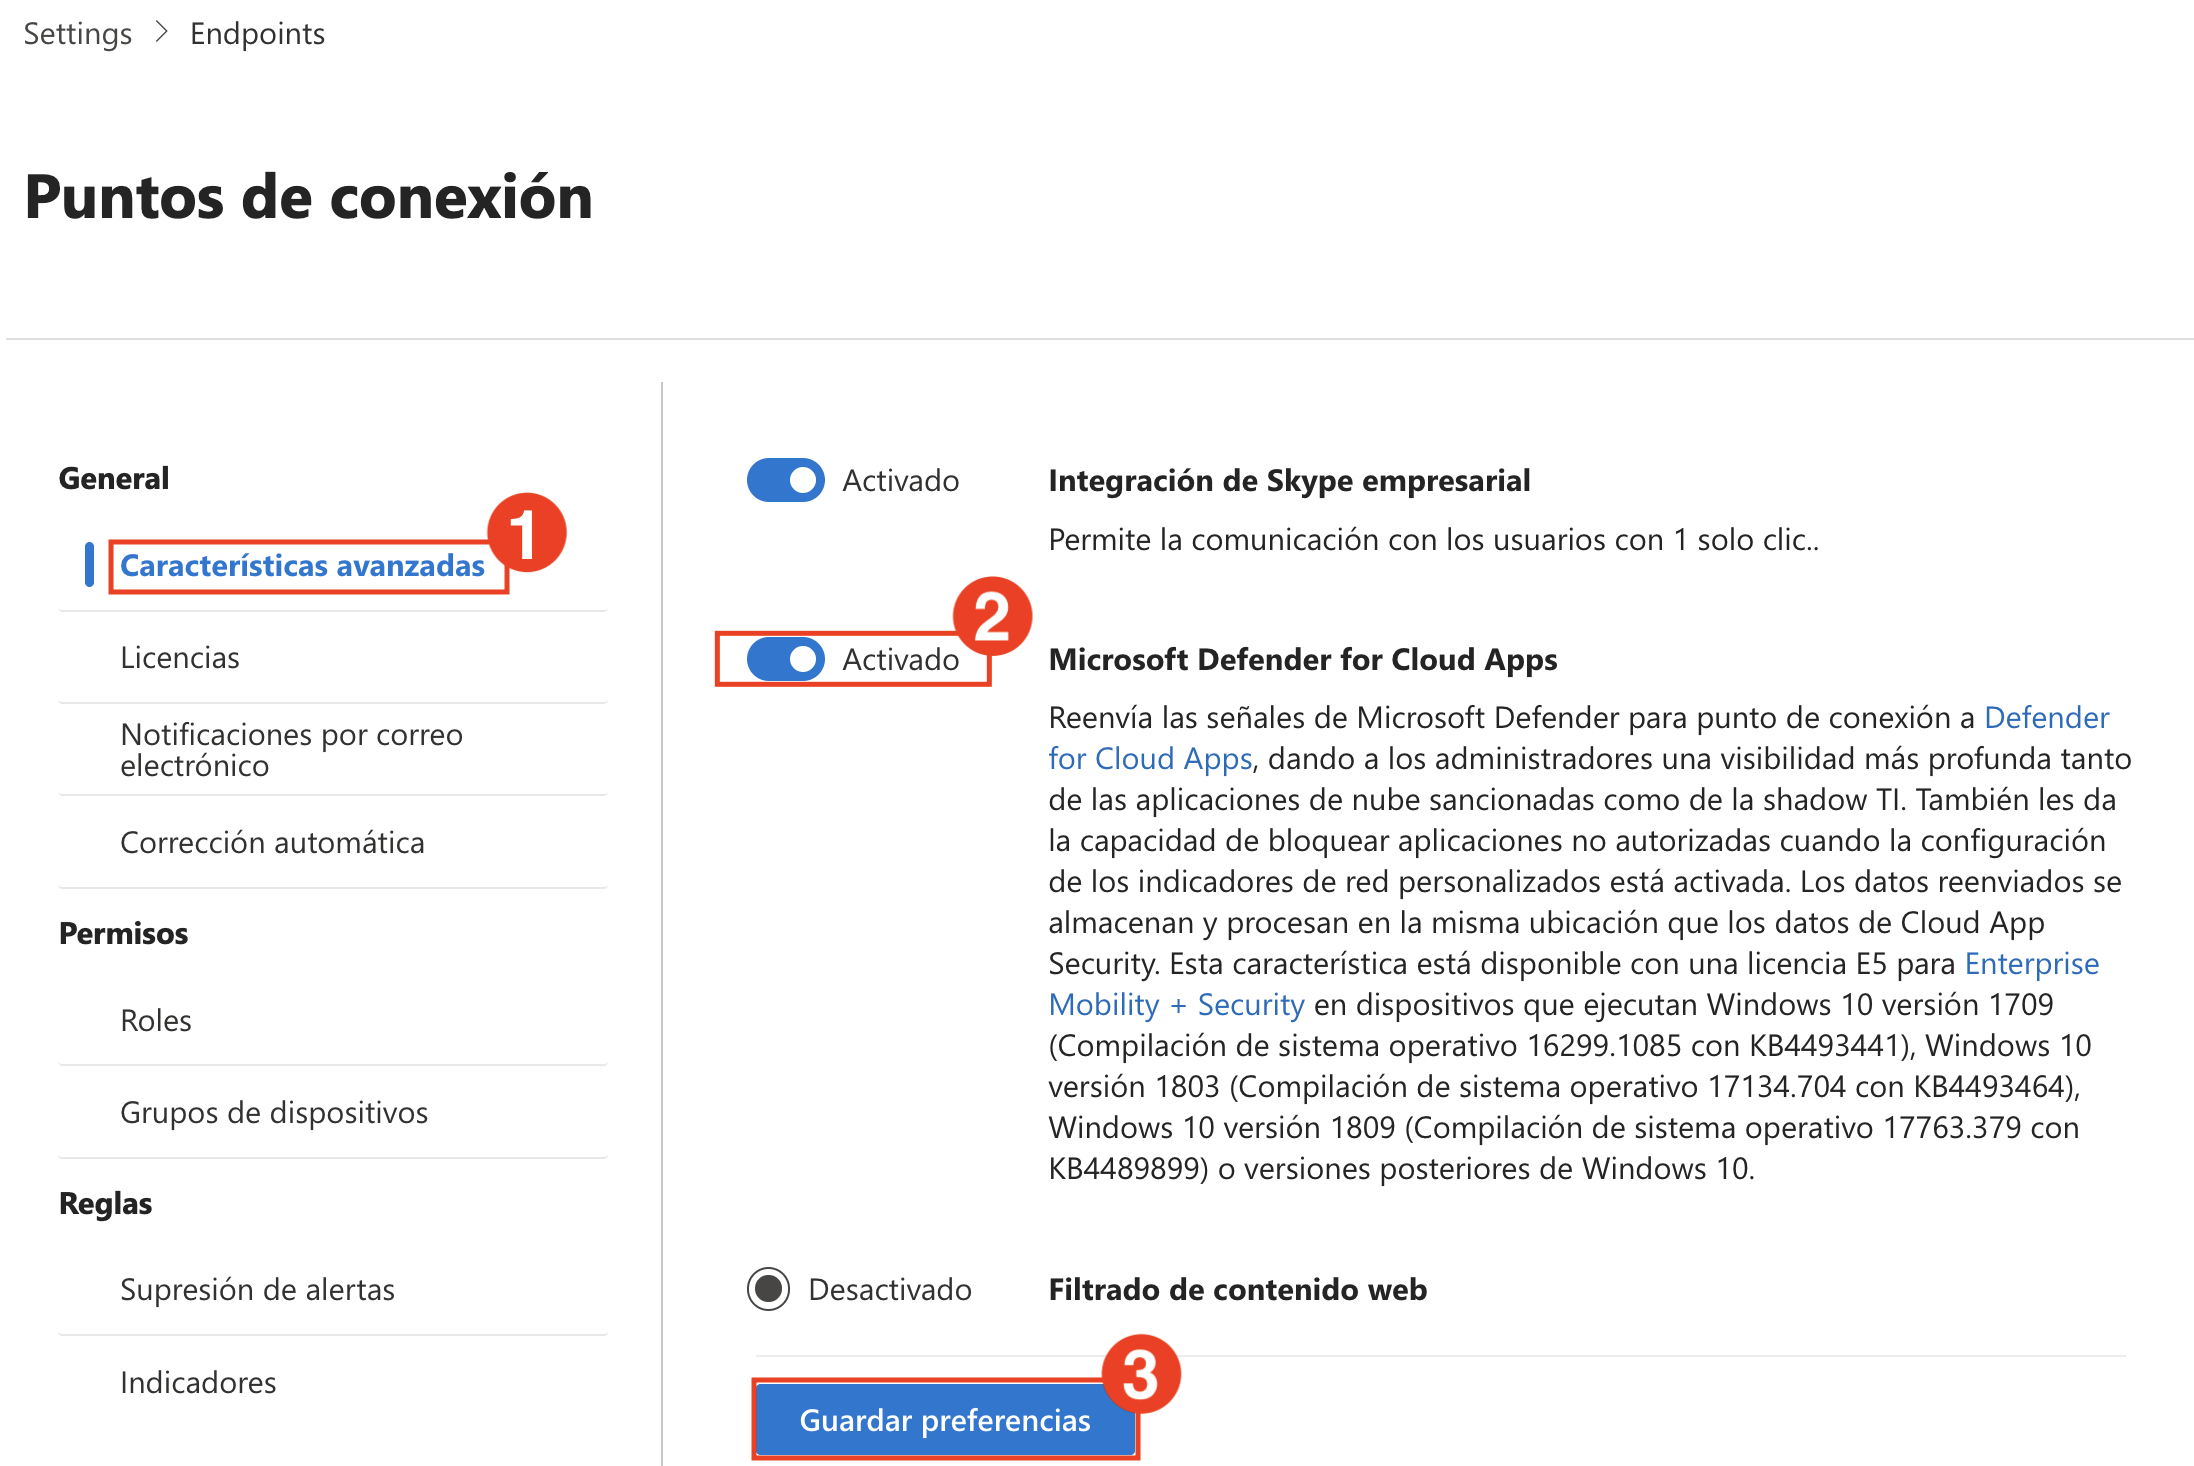 Settings > Endpoints
Puntos de conexión
General
Características avanzadas
1
Licencias
Notificaciones por correo
electrónico
Corrección automática
Permisos
Roles
Grupos de dispositivos
Reglas
Supresión de alertas
Indicadores
Activado
Integración de Skype empresarial
Permite la comunicación con los usuarios con 1 solo clic..
2
Activado
Microsoft Defender for Cloud Apps
Reenvía las señales de Microsoft Defender para punto de conexión a Defender
for Cloud Apps, dando a los administradores una visibilidad más profunda tanto
de las aplicaciones de nube sancionadas como de la shadow TI. También les da
la capacidad de bloquear aplicaciones no autorizadas cuando la configuración
de los indicadores de red personalizados está activada. Los datos reenviados se
almacenan y procesan en la misma ubicación que los datos de Cloud App
Security. Esta característica está disponible con una licencia E5 para Enterprise
Mobility + Security en dispositivos que ejecutan Windows 10 versión 1709
(Compilación de sistema operativo 16299.1085 con KB4493441), Windows 10
versión 1803 (Compilación de sistema operativo 17134.704 con KB4493464),
Windows 10 versión 1809 (Compilación de sistema operativo 17763.379 con
KB4489899) o versiones posteriores de Windows 10.
Desactivado
Filtrado de contenido web
3
Guardar preferencias